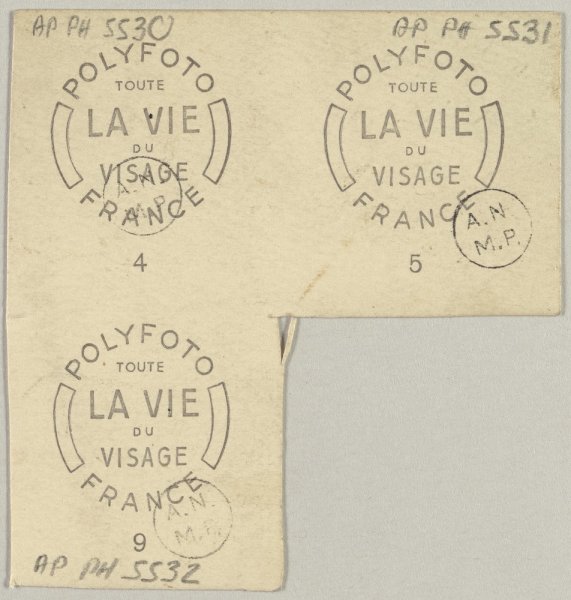 AP PH 5530
POLYFOTO
TOUTE
LA VIE
DU
VISAGE
FRANCE
A.N.
M.P.
4
AP PH 5531
POLYFOTO
TOUTE
LA VIE
DU
VISAGE
FRANCE
A.N.
M.P.
5
POLYFOTO
TOUTE
LA VIE
DU
VISAGE
FRANCE
A.N.
M.P.
9
AP PH 5532